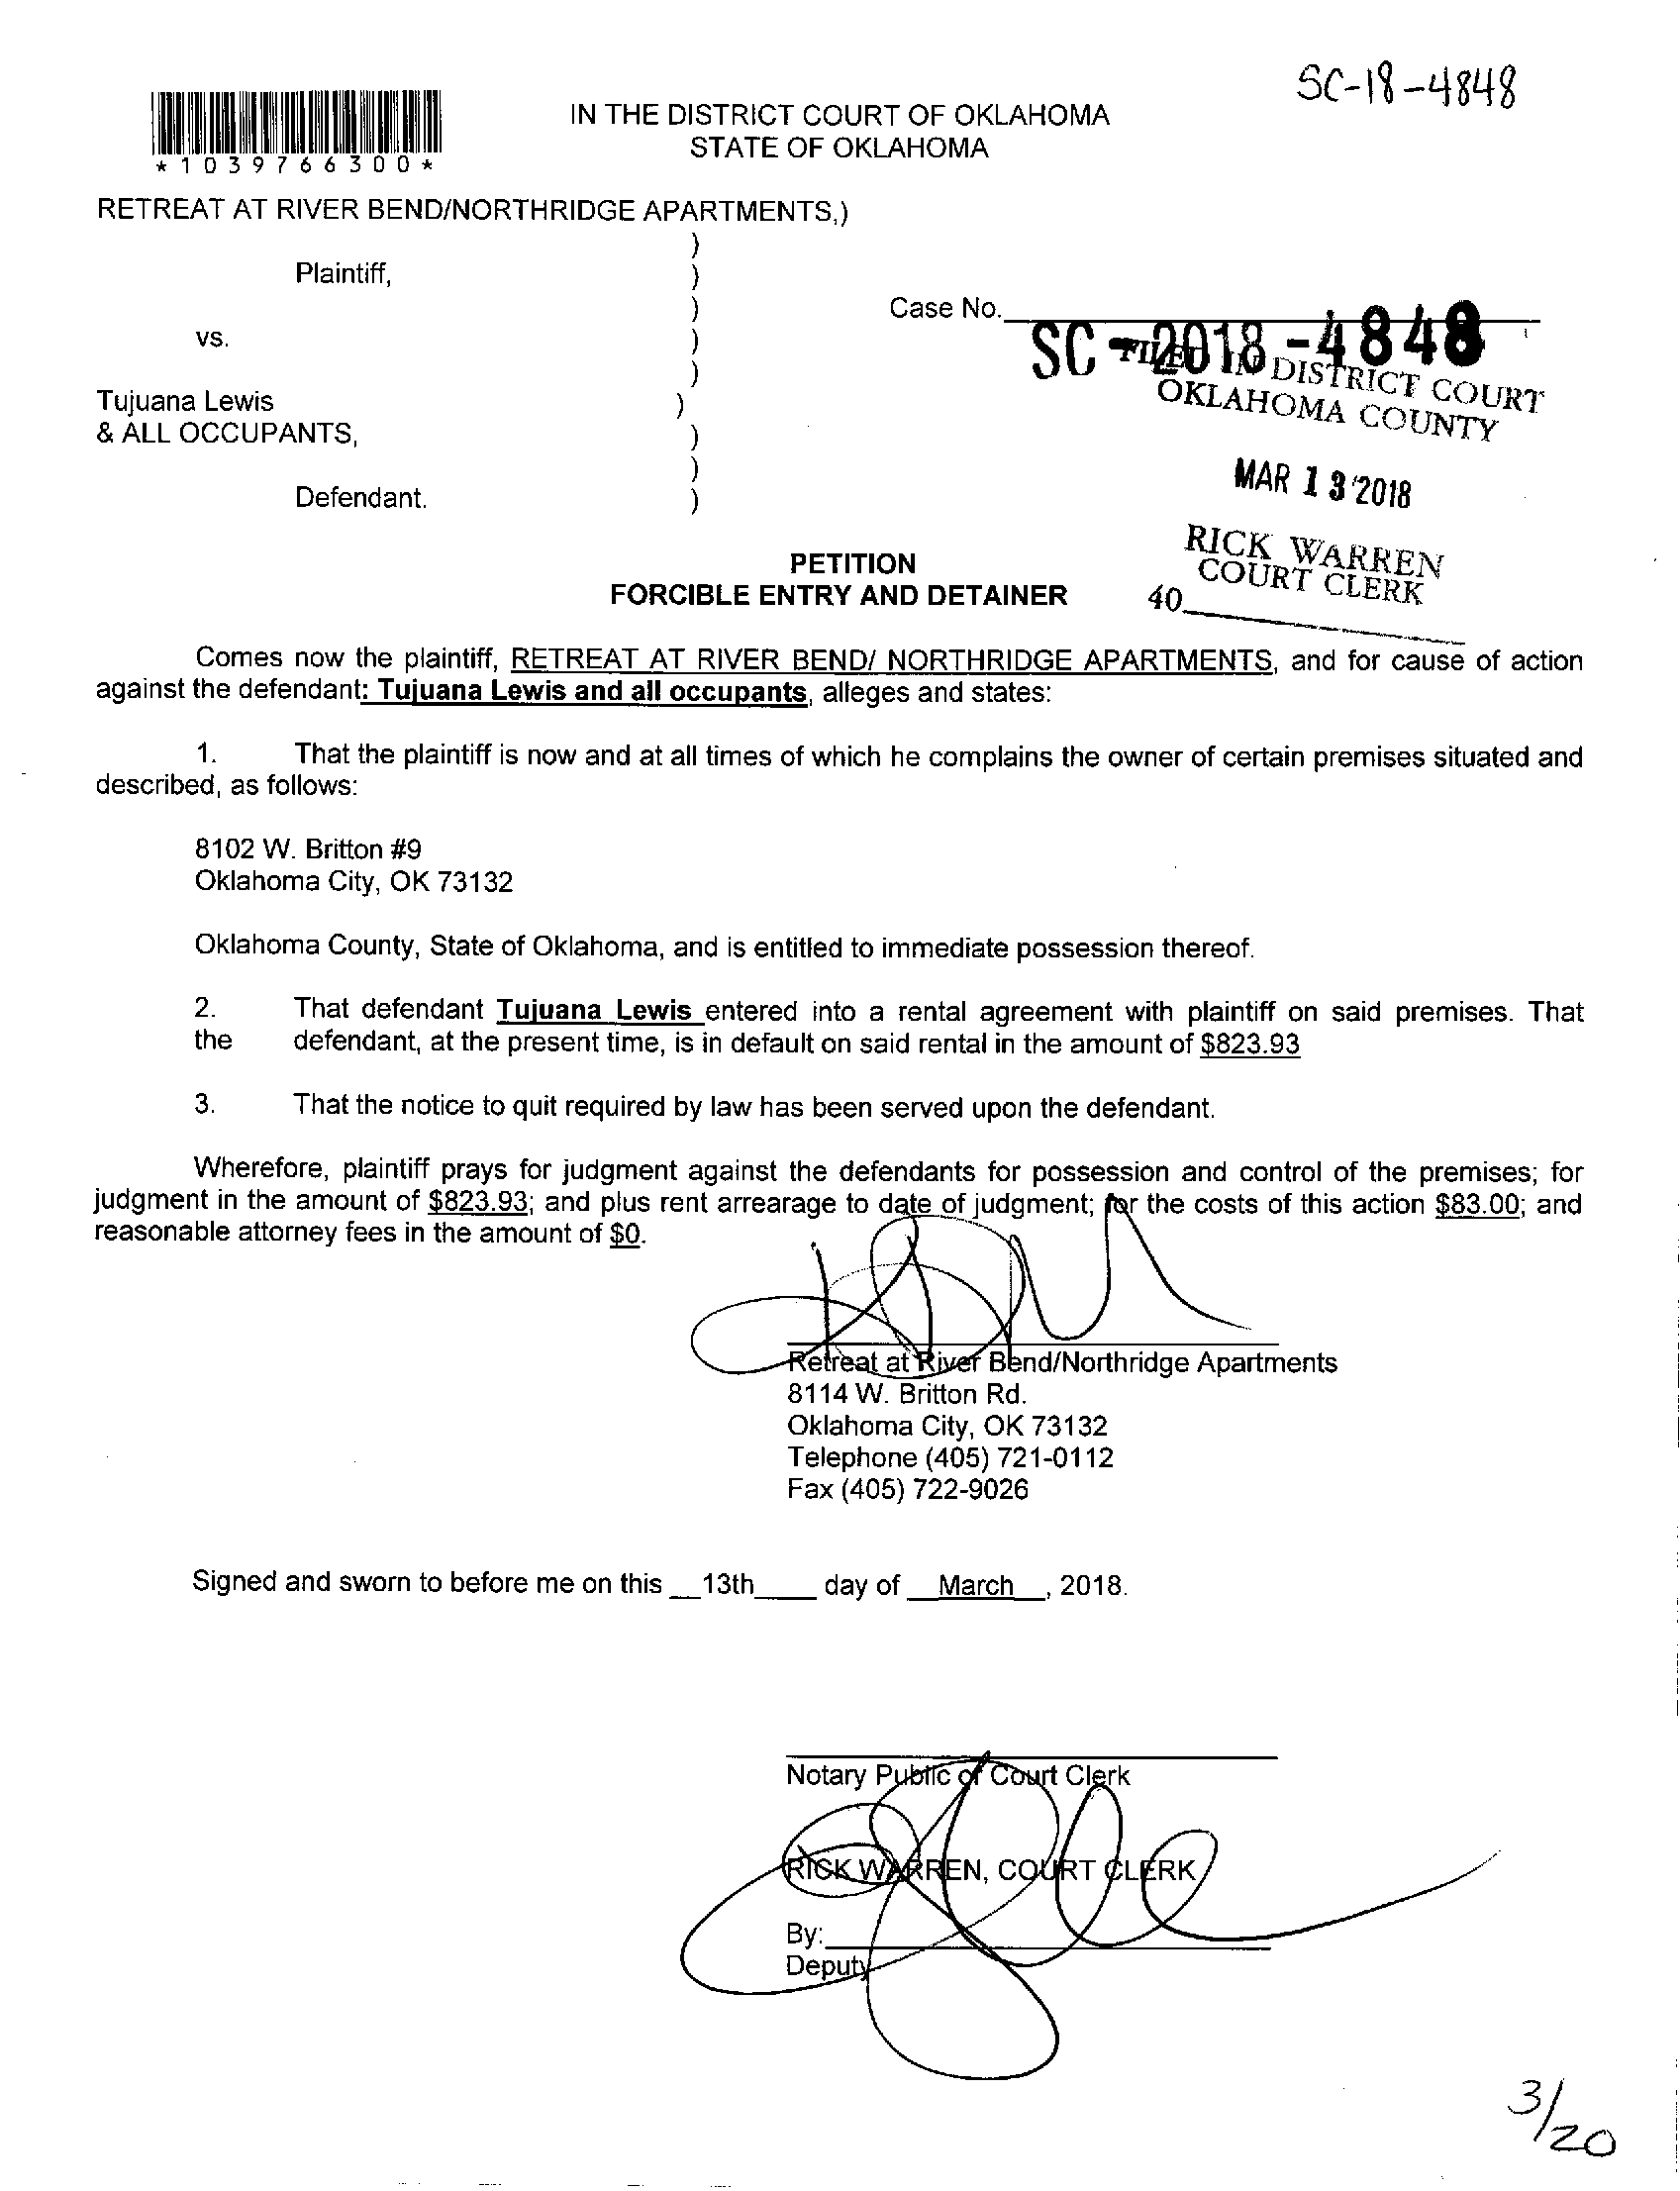 SC-18-4848
IN THE DISTRICT COURT OF OKLAHOMA
STATE OF OKLAHOMA
*1039766300*
RETREAT AT RIVER BEND/NORTHRIDGE APARTMENTS,)
)
Plaintiff, )
) Case No.
vs. )
SC-2018-4848
)
FILED IN DISTRICT COURT
OKLAHOMA COUNTY
Tujuana Lewis )
& ALL OCCUPANTS, )
)
MAR 13 2018
Defendant. )
RICK WARREN
COURT CLERK
40
PETITION
FORCIBLE ENTRY AND DETAINER
Comes now the plaintiff, RETREAT AT RIVER BEND/ NORTHRIDGE APARTMENTS, and for cause of action
against the defendant: Tujuana Lewis and all occupants, alleges and states:
1. That the plaintiff is now and at all times of which he complains the owner of certain premises situated and
described, as follows:
8102 W. Britton #9
Oklahoma City, OK 73132
Oklahoma County, State of Oklahoma, and is entitled to immediate possession thereof.
2. That defendant Tujuana Lewis entered into a rental agreement with plaintiff on said premises. That
the defendant, at the present time, is in default on said rental in the amount of $823.93
3. That the notice to quit required by law has been served upon the defendant.
Wherefore, plaintiff prays for judgment against the defendants for possession and control of the premises; for
judgment in the amount of $823.93; and plus rent arrearage to date of judgment; for the costs of this action $83.00; and
reasonable attorney fees in the amount of $0.
Retreat at River Bend/Northridge Apartments
8114 W. Britton Rd.
Oklahoma City, OK 73132
Telephone (405) 721-0112
Fax (405) 722-9026
Signed and sworn to before me on this __13th____ day of __March__, 2018.
Notary Public or Court Clerk
RICK WARREN, COURT CLERK
By:
Deputy
3/20